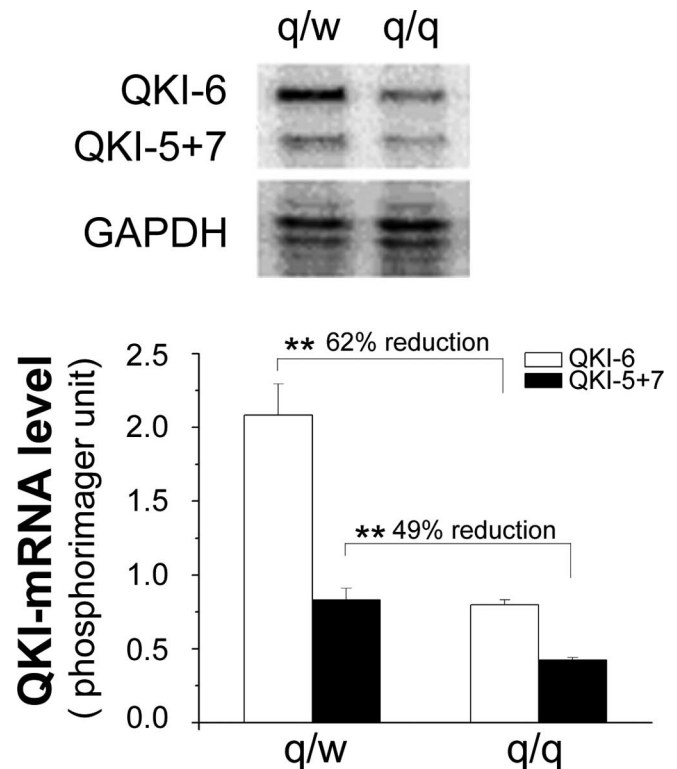 q/w q/q
QKI-6
QKI-5+7
GAPDH
QKI-mRNA level
( phosphorimager unit)
2.5
2.0
1.5
1.0
0.5
0.0
** 62% reduction
** 49% reduction
QKI-6
QKI-5+7
q/w q/q